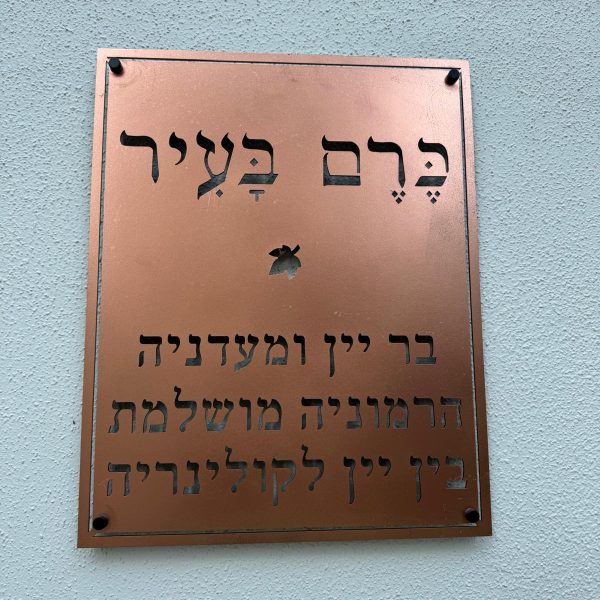 כֶּרֶם בָּעִיר
בר יין ומעדניה
הרמוניה מושלמת
בין יין לקולינריה